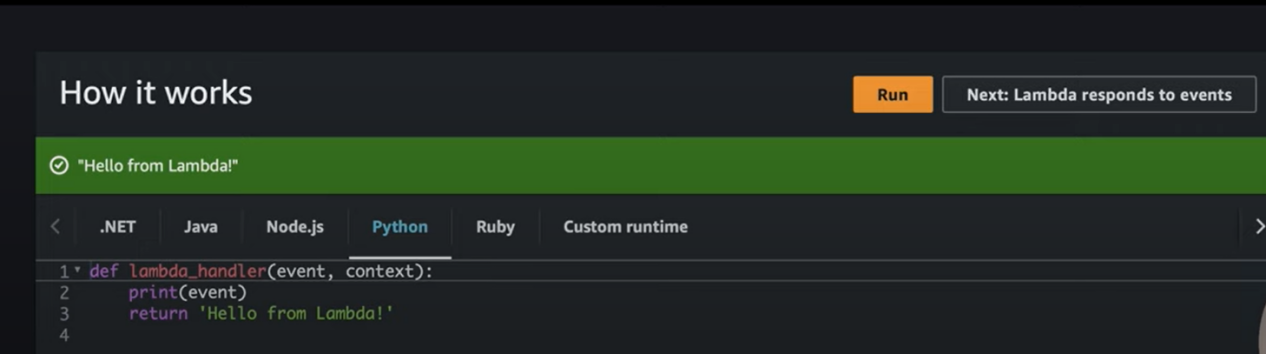 How it works
Run
Next: Lambda responds to events
"Hello from Lambda!"
.NET Java Node.js Python Ruby Custom runtime
1 def lambda_handler(event, context):
2 print(event)
3 return 'Hello from Lambda!'
4